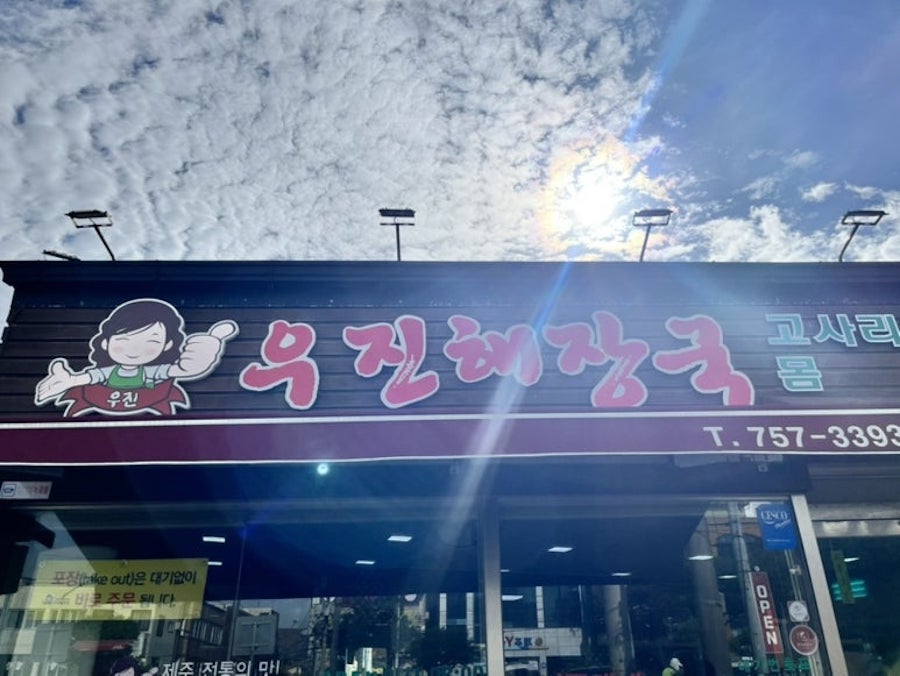 우진해장국
고사리
몸
우진
T.757-3393
CESCO
포장(take out)은 대기없이
바로 주문 됩니다.
OPEN
제주 전통의 맛!